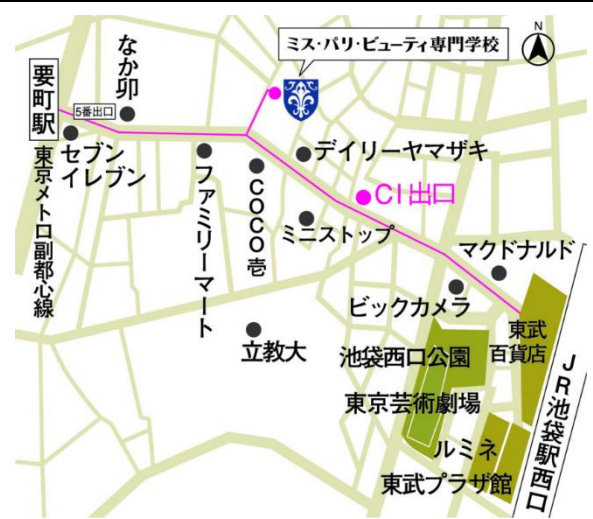 N
ミス・パリ・ビューティ専門学校
なか卯
要町駅
5番出口
セブン
イレブン
デイリーヤマザキ
CI出口
東京メトロ副都心線
ファミリーマート
COCO壱
ミニストップ
マクドナルド
ビックカメラ
立教大
東武
百貨店
池袋西口公園
東京芸術劇場
JR池袋駅西口
ルミネ
東武プラザ館